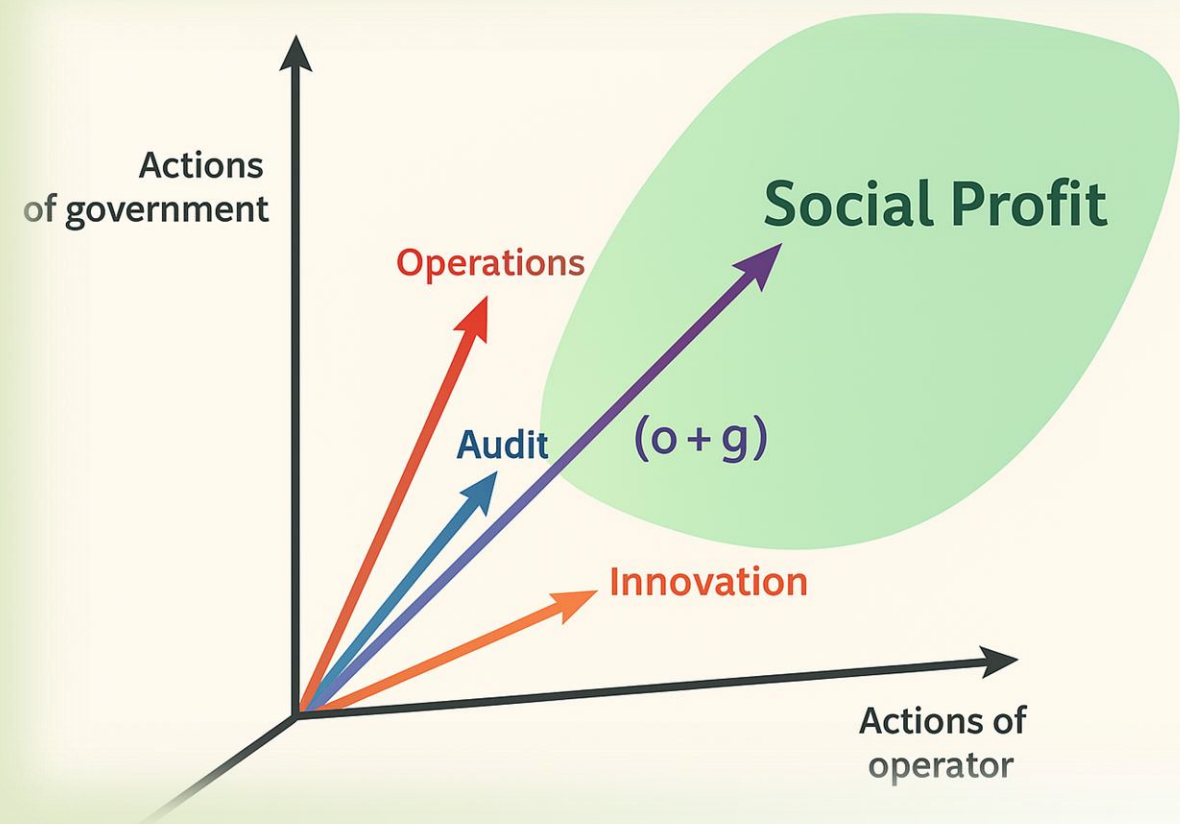 Actions
of government
Operations
Social Profit
Audit
(o + g)
Innovation
Actions of
operator